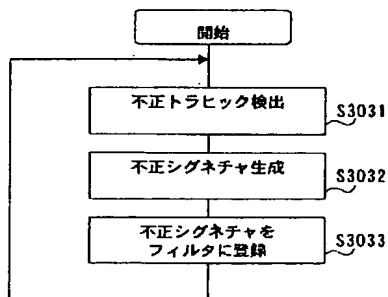 開始
不正トラヒック検出
S3031
不正シグネチャ生成
S3032
不正シグネチャを
フィルタに登録
S3033